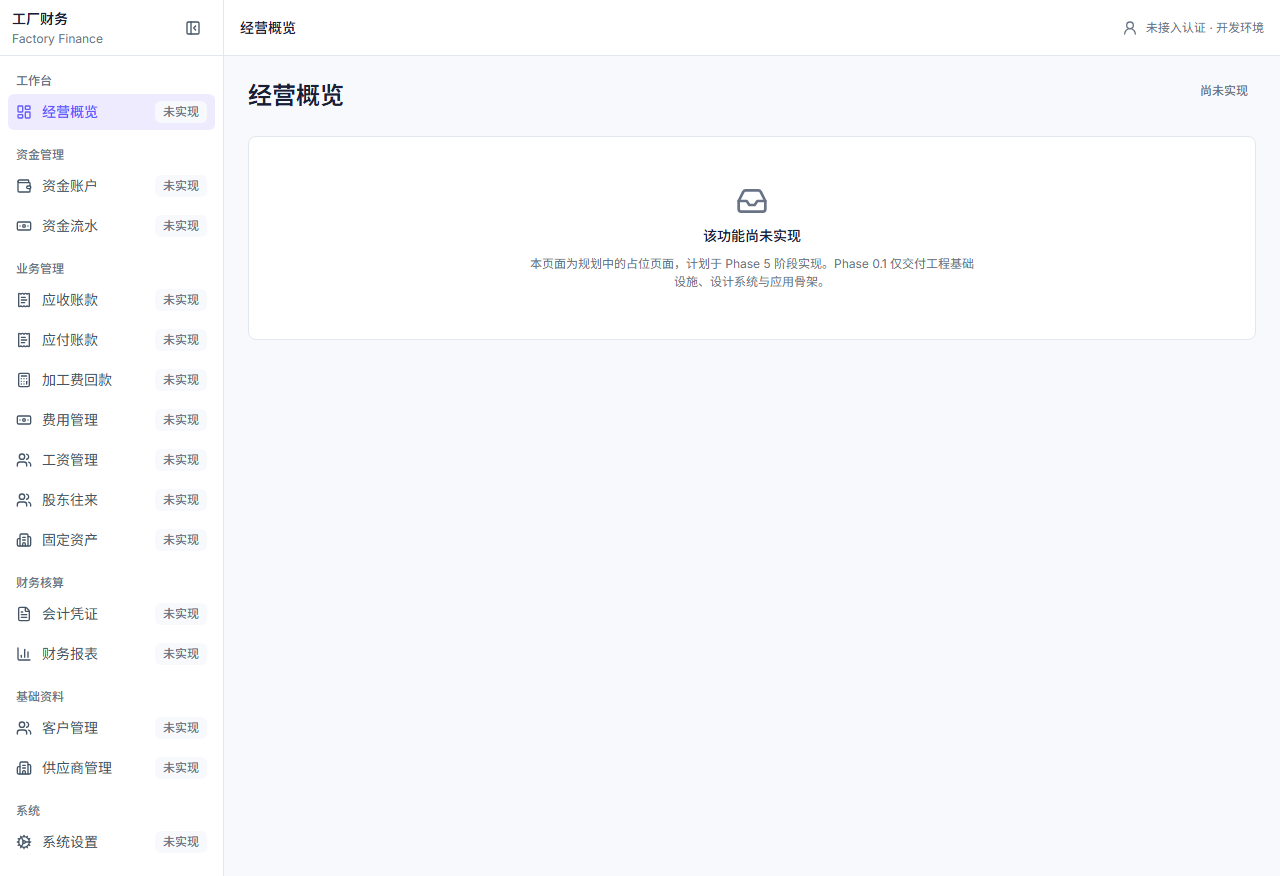 工厂财务
Factory Finance
经营概览
未接入认证 · 开发环境
工作台
经营概览 未实现
资金管理
资金账户 未实现
资金流水 未实现
业务管理
应收账款 未实现
应付账款 未实现
加工费回款 未实现
费用管理 未实现
工资管理 未实现
股东往来 未实现
固定资产 未实现
财务核算
会计凭证 未实现
财务报表 未实现
基础资料
客户管理 未实现
供应商管理 未实现
系统
系统设置 未实现
经营概览
尚未实现
该功能尚未实现
本页面为规划中的占位页面，计划于 Phase 5 阶段实现。Phase 0.1 仅交付工程基础
设施、设计系统与应用骨架。